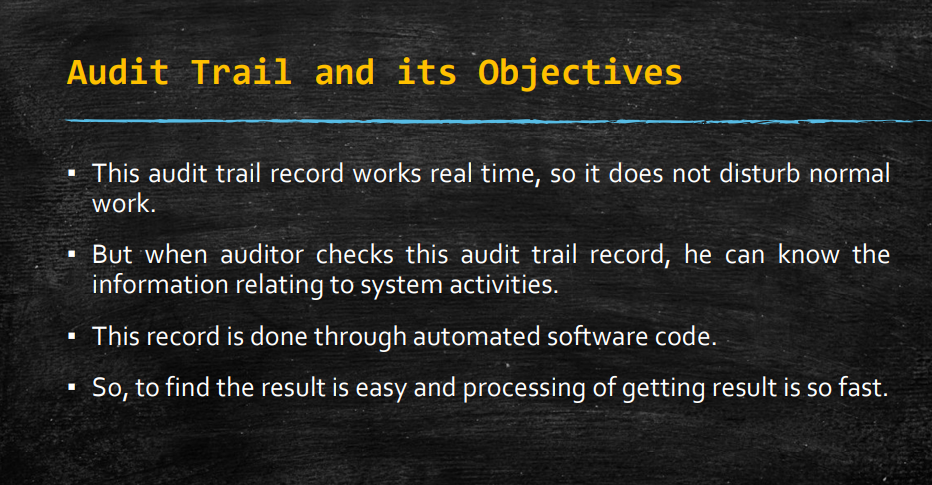 Audit Trail and its Objectives
▪ This audit trail record works real time, so it does not disturb normal
work.
▪ But when auditor checks this audit trail record, he can know the
information relating to system activities.
▪ This record is done through automated software code.
▪ So, to find the result is easy and processing of getting result is so fast.